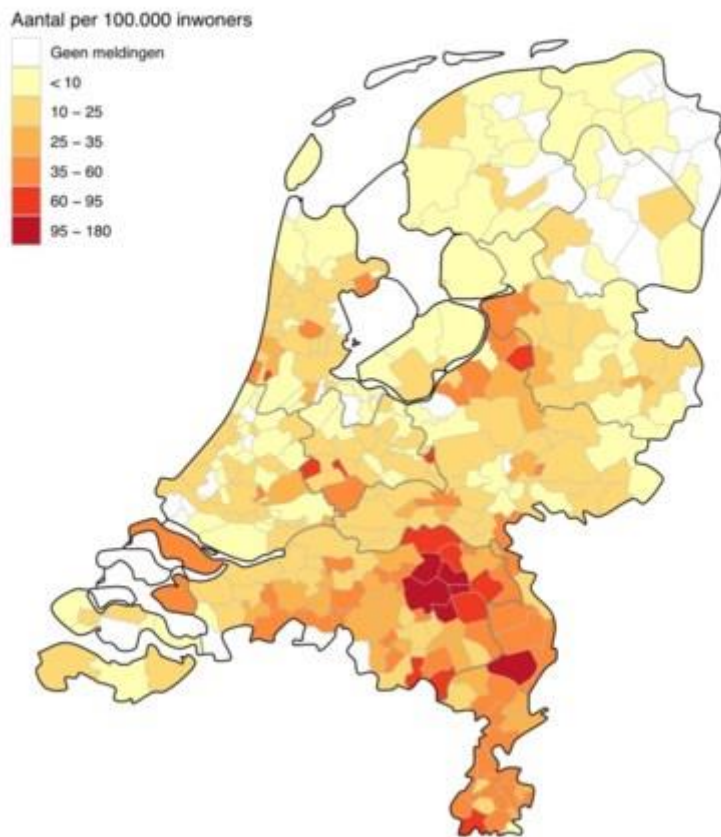 Aantal per 100.000 inwoners
Geen meldingen
< 10
10 – 25
25 – 35
35 – 60
60 – 95
95 – 180